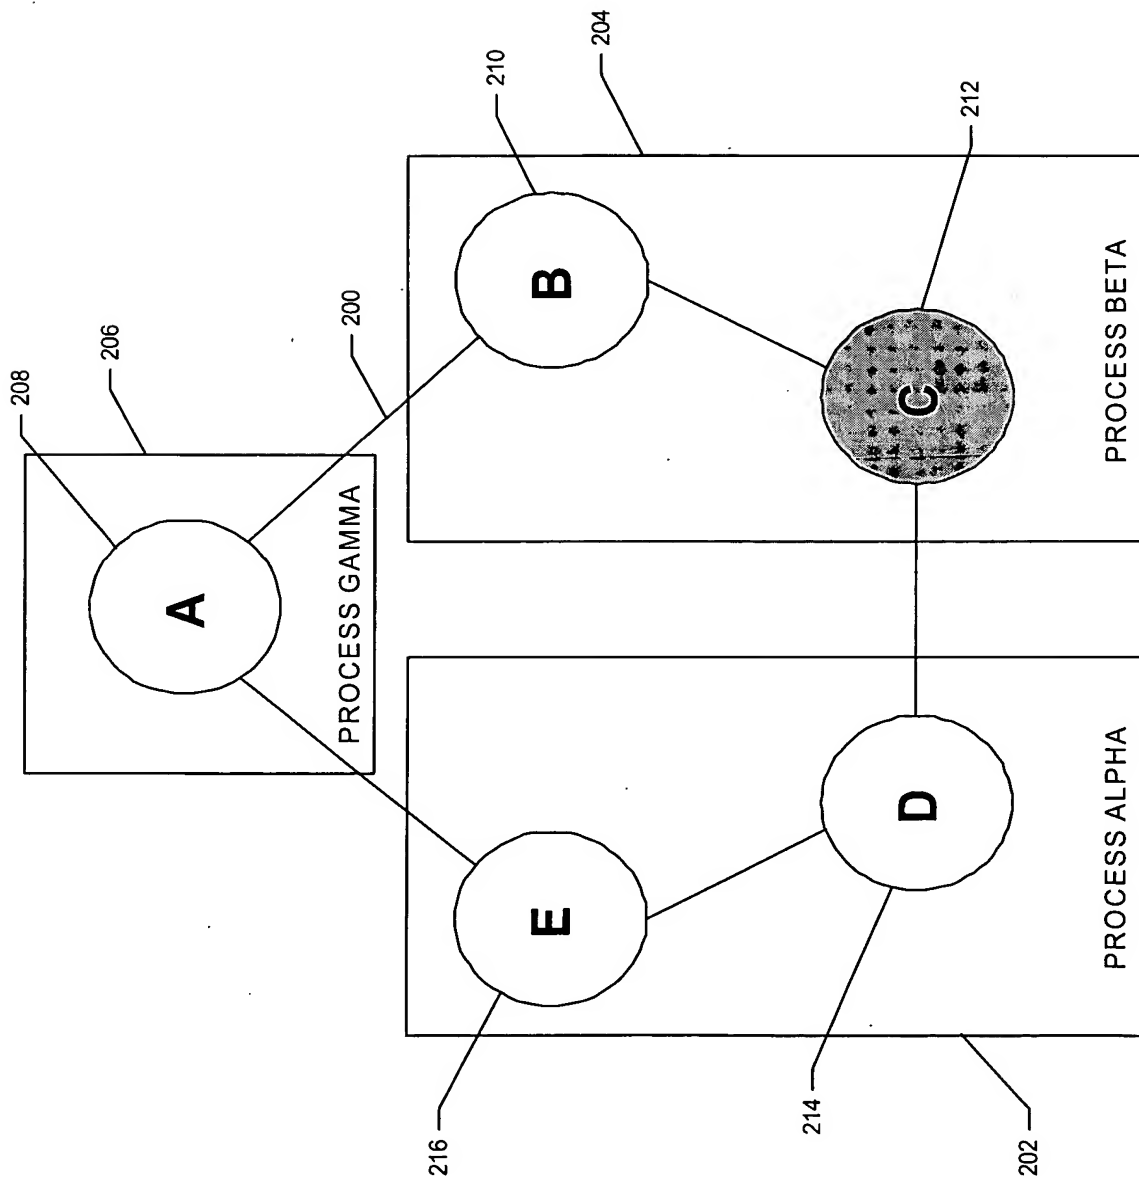 208
206
A
PROCESS GAMMA
200
210
204
B
216
E
212
C
214
D
202
PROCESS ALPHA
PROCESS BETA